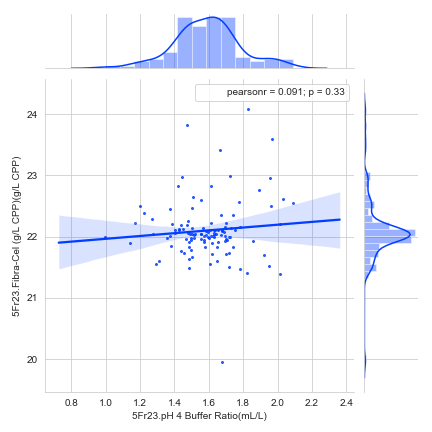 pearsonr = 0.091; p = 0.33
24
23
22
21
20
5Fr23.Fibra-Cel (g/L CPP)(g/L CPP)
0.8 1.0 1.2 1.4 1.6 1.8 2.0 2.2 2.4
5Fr23.pH 4 Buffer Ratio(mL/L)